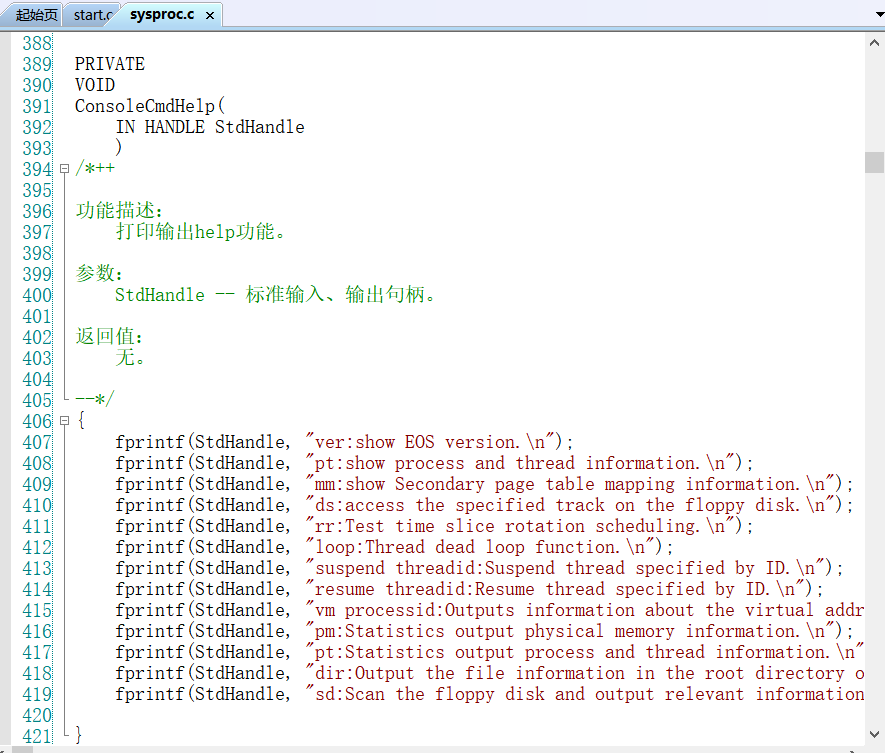 起始页 start.c sysproc.c ×
388
389 PRIVATE
390 VOID
391 ConsoleCmdHelp(
392 IN HANDLE StdHandle
393 )
394 /*++
395
396 功能描述：
397 打印输出help功能。
398
399 参数：
400 StdHandle -- 标准输入、输出句柄。
401
402 返回值：
403 无。
404
405 --*/
406 {
407 fprintf(StdHandle, "ver:show EOS version.\n");
408 fprintf(StdHandle, "pt:show process and thread information.\n");
409 fprintf(StdHandle, "mm:show Secondary page table mapping information.\n");
410 fprintf(StdHandle, "ds:access the specified track on the floppy disk.\n");
411 fprintf(StdHandle, "rr:Test time slice rotation scheduling.\n");
412 fprintf(StdHandle, "loop:Thread dead loop function.\n");
413 fprintf(StdHandle, "suspend threadid:Suspend thread specified by ID.\n");
414 fprintf(StdHandle, "resume threadid:Resume thread specified by ID.\n");
415 fprintf(StdHandle, "vm processid:Outputs information about the virtual addr
416 fprintf(StdHandle, "pm:Statistics output physical memory information.\n");
417 fprintf(StdHandle, "pt:Statistics output process and thread information.\n"
418 fprintf(StdHandle, "dir:Output the file information in the root directory o
419 fprintf(StdHandle, "sd:Scan the floppy disk and output relevant information
420
421 }